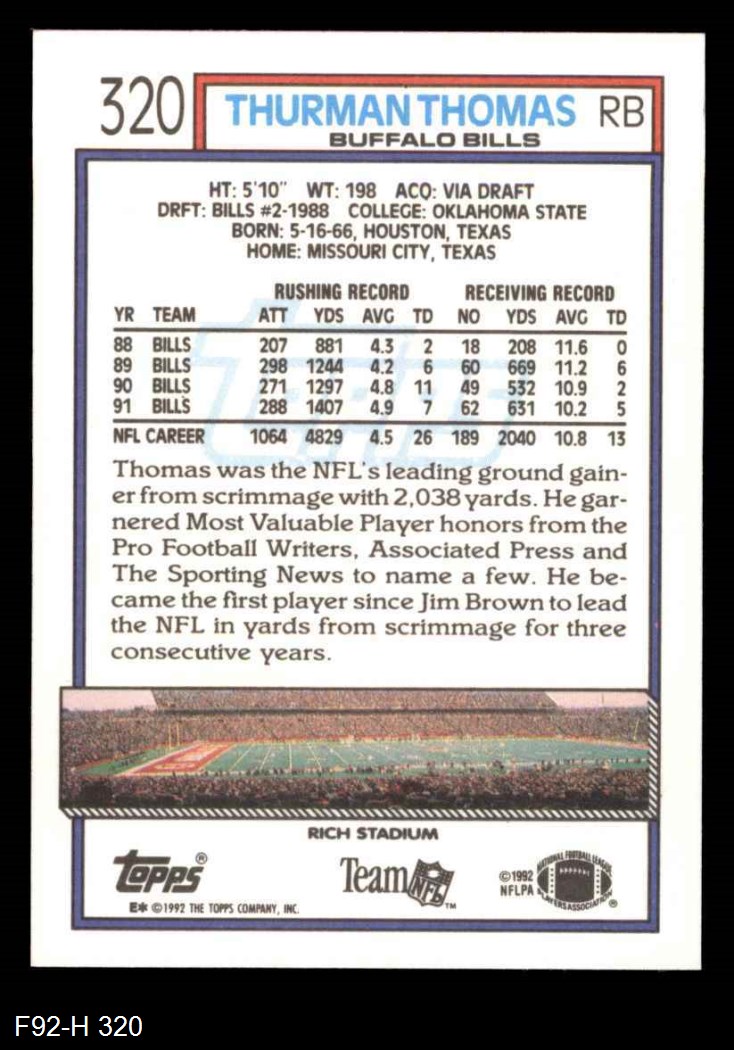 320 THURMAN THOMAS RB
BUFFALO BILLS
HT: 5'10" WT: 198 ACQ: VIA DRAFT
DRFT: BILLS #2-1988 COLLEGE: OKLAHOMA STATE
BORN: 5-16-66, HOUSTON, TEXAS
HOME: MISSOURI CITY, TEXAS
RUSHING RECORD RECEIVING RECORD
YR TEAM ATT YDS AVG TD NO YDS AVG TD
88 BILLS 207 881 4.3 2 18 208 11.6 0
89 BILLS 298 1244 4.2 6 60 669 11.2 6
90 BILLS 271 1297 4.8 11 49 532 10.9 2
91 BILLS 288 1407 4.9 7 62 631 10.2 5
NFL CAREER 1064 4829 4.5 26 189 2040 10.8 13
Topps
Thomas was the NFL's leading ground gain-
er from scrimmage with 2,038 yards. He gar-
nered Most Valuable Player honors from the
Pro Football Writers, Associated Press and
The Sporting News to name a few. He be-
came the first player since Jim Brown to lead
the NFL in yards from scrimmage for three
consecutive years.
RICH STADIUM
Topps®
E* ©1992 THE TOPPS COMPANY, INC.
Team NFL™
©1992
NFLPA
NATIONAL FOOTBALL LEAGUE
PLAYERS ASSOCIATION ®
F92-H 320